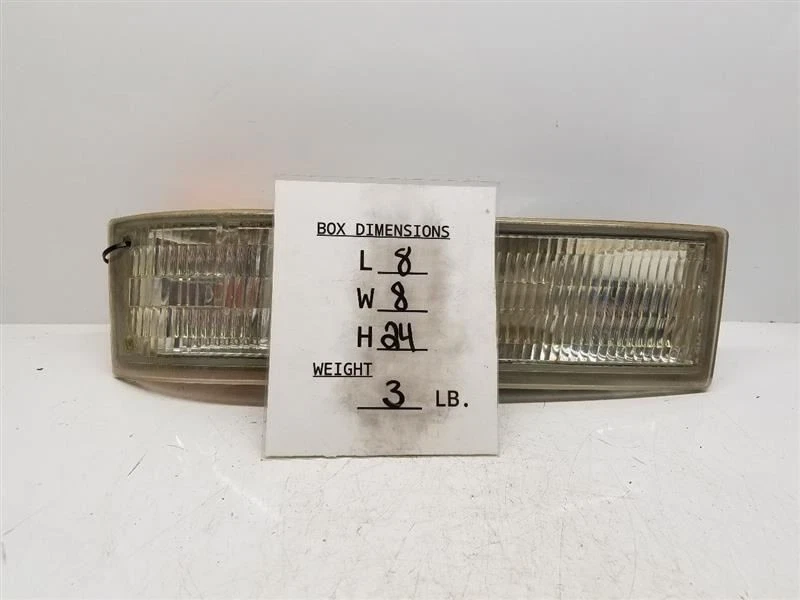 BOX DIMENSIONS
L 8
W 8
H 24
WEIGHT
3 LB.